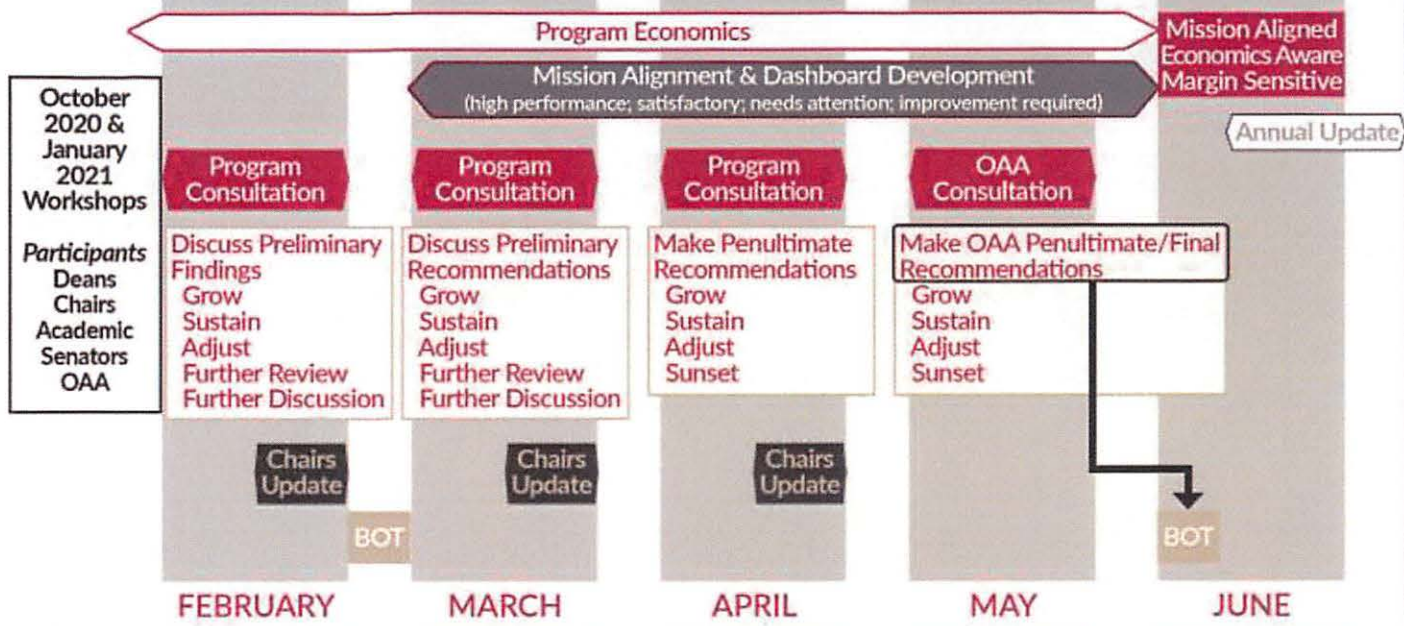 Program Economics
Mission Aligned
Economics Aware
Margin Sensitive
Mission Alignment & Dashboard Development
(high performance; satisfactory; needs attention; improvement required)
Annual Update
October
2020 &
January
2021
Workshops
Participants
Deans
Chairs
Academic
Senators
OAA
Program
Consultation
Program
Consultation
Program
Consultation
OAA
Consultation
Discuss Preliminary
Findings
Grow
Sustain
Adjust
Further Review
Further Discussion
Discuss Preliminary
Recommendations
Grow
Sustain
Adjust
Further Review
Further Discussion
Make Penultimate
Recommendations
Grow
Sustain
Adjust
Sunset
Make OAA Penultimate/Final
Recommendations
Grow
Sustain
Adjust
Sunset
Chairs
Update
Chairs
Update
Chairs
Update
BOT
BOT
FEBRUARY
MARCH
APRIL
MAY
JUNE